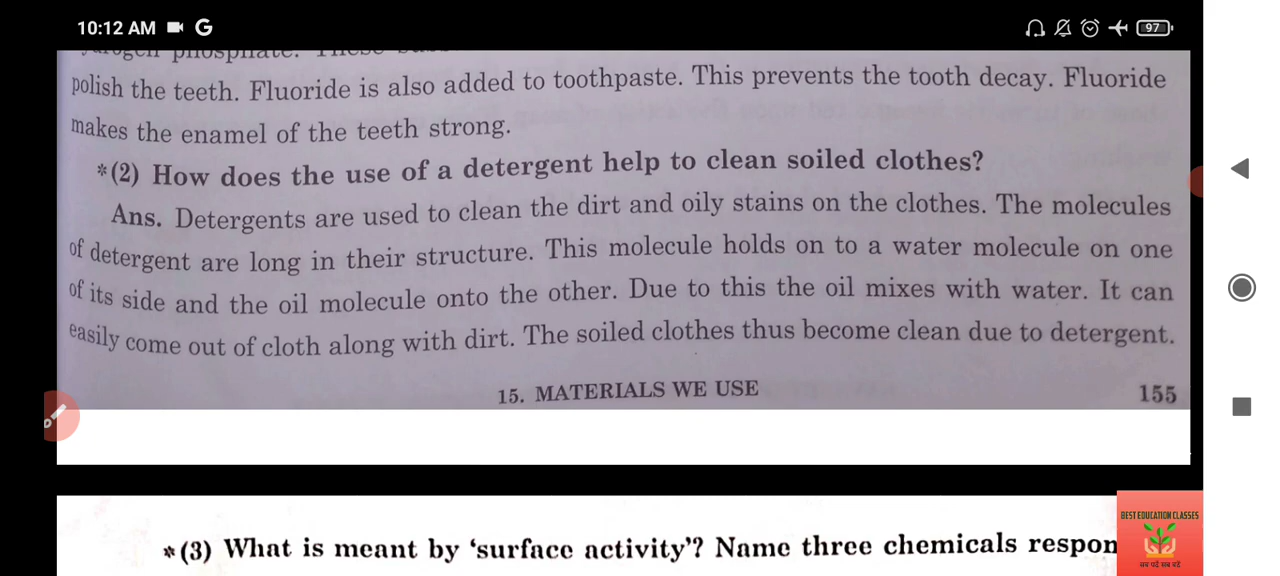 10:12 AM G
97
polish the teeth. Fluoride is also added to toothpaste. This prevents the tooth decay. Fluoride
makes the enamel of the teeth strong.
*(2) How does the use of a detergent help to clean soiled clothes?
Ans. Detergents are used to clean the dirt and oily stains on the clothes. The molecules
of detergent are long in their structure. This molecule holds on to a water molecule on one
of its side and the oil molecule onto the other. Due to this the oil mixes with water. It can
easily come out of cloth along with dirt. The soiled clothes thus become clean due to detergent.
15. MATERIALS WE USE
155
*(3) What is meant by ‘surface activity’? Name three chemicals respon
BEST EDUCATION CLASSES
सब पढ़ें सब बढ़ें